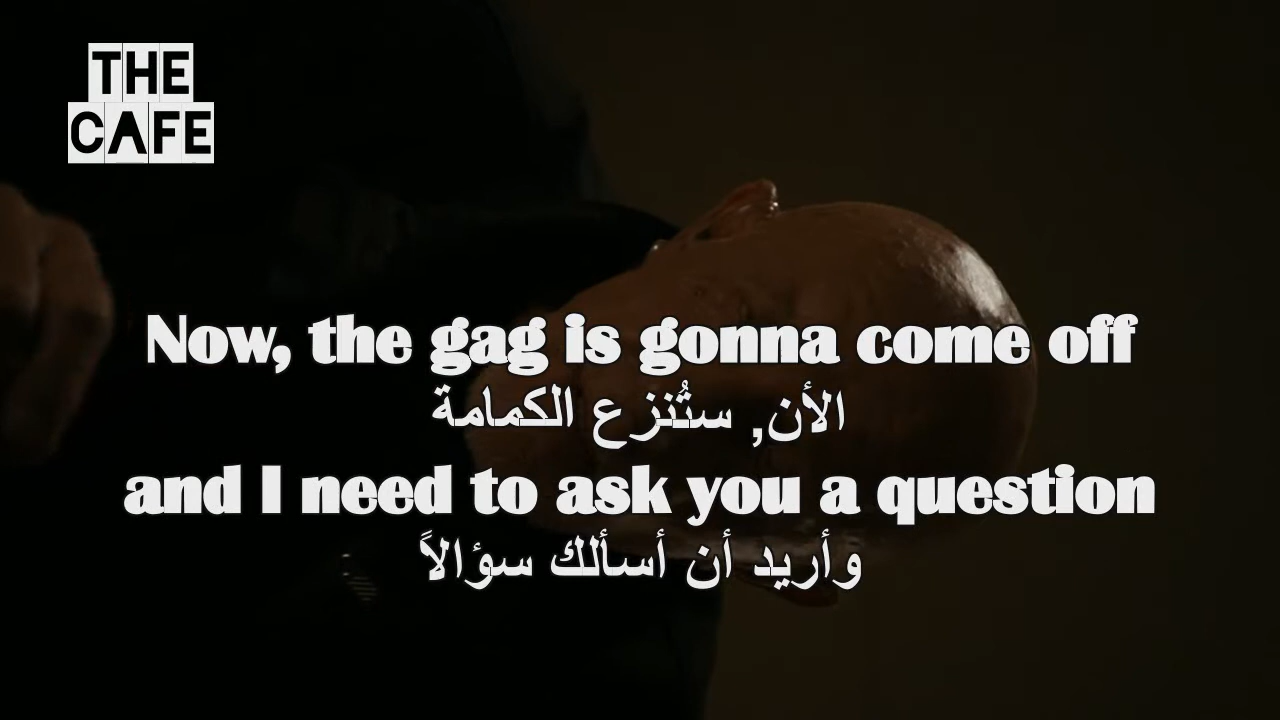 THE
CAFE
Now, the gag is gonna come off
الأن, ستُنزع الكمامة
and I need to ask you a question
وأريد أن أسألك سؤالاً